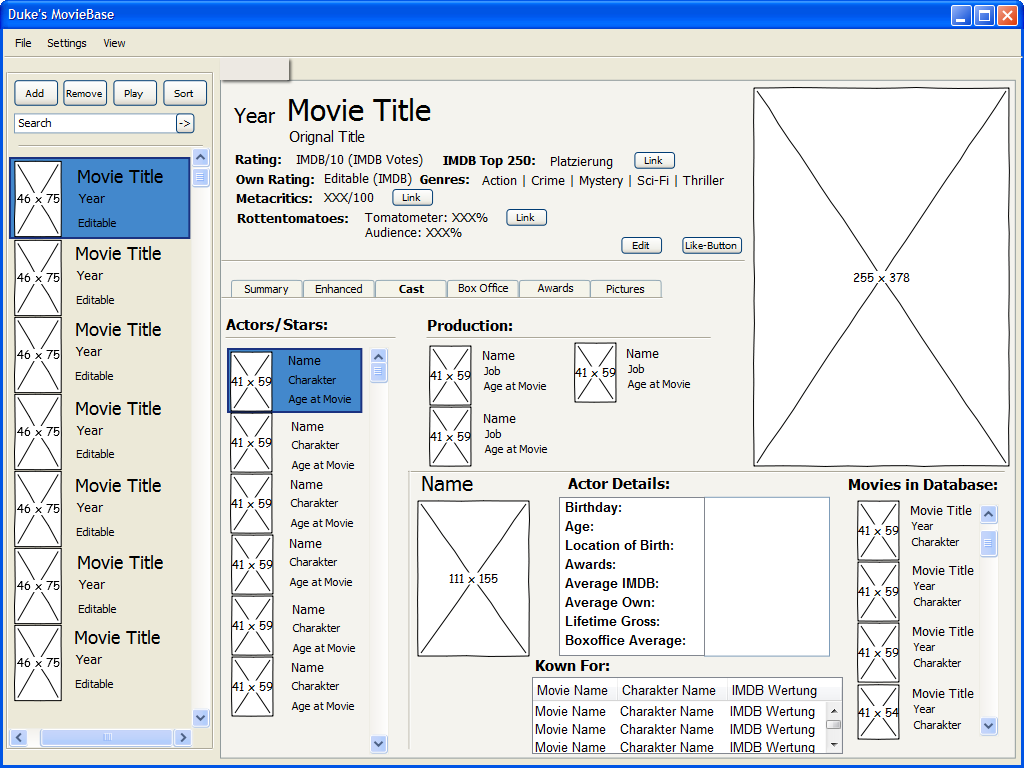 Duke's MovieBase
File Settings View
Add Remove Play Sort
Search ->
46 x 75
Movie Title
Year
Editable
46 x 75
Movie Title
Year
Editable
46 x 75
Movie Title
Year
Editable
46 x 75
Movie Title
Year
Editable
46 x 75
Movie Title
Year
Editable
46 x 75
Movie Title
Year
Editable
46 x 75
Movie Title
Year
Editable
Year Movie Title
Orignal Title
Rating: IMDB/10 (IMDB Votes) IMDB Top 250: Platzierung Link
Own Rating: Editable (IMDB) Genres: Action | Crime | Mystery | Sci-Fi | Thriller
Metacritics: XXX/100 Link
Rottentomatoes: Tomatometer: XXX% Link
Audience: XXX%
Edit Like-Button
255 x 378
Summary Enhanced Cast Box Office Awards Pictures
Actors/Stars:
41 x 59
Name
Charakter
Age at Movie
41 x 59
Name
Charakter
Age at Movie
41 x 59
Name
Charakter
Age at Movie
41 x 59
Name
Charakter
Age at Movie
41 x 59
Name
Charakter
Age at Movie
41 x 59
Name
Charakter
Age at Movie
Production:
41 x 59
Name
Job
Age at Movie
41 x 59
Name
Job
Age at Movie
41 x 59
Name
Job
Age at Movie
Name
111 x 155
Actor Details:
Birthday:
Age:
Location of Birth:
Awards:
Average IMDB:
Average Own:
Lifetime Gross:
Boxoffice Average:
Kown For:
Movie Name Charakter Name IMDB Wertung
Movie Name Charakter Name IMDB Wertung
Movie Name Charakter Name IMDB Wertung
Movie Name Charakter Name IMDB Wertung
Movies in Database:
41 x 59
Movie Title
Year
Charakter
41 x 59
Movie Title
Year
Charakter
41 x 59
Movie Title
Year
Charakter
41 x 54
Movie Title
Year
Charakter